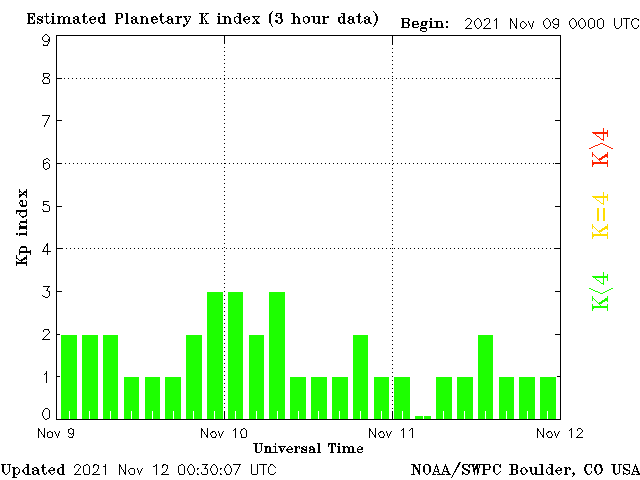 Estimated Planetary K index (3 hour data) Begin: 2021 Nov 09 0000 UTC
9
8
7
6
5
4
3
2
1
0
Kp index
K>4
K=4
K<4
Nov 9 Nov 10 Nov 11 Nov 12
Universal Time
Updated 2021 Nov 12 00:30:07 UTC NOAA/SWPC Boulder, CO USA